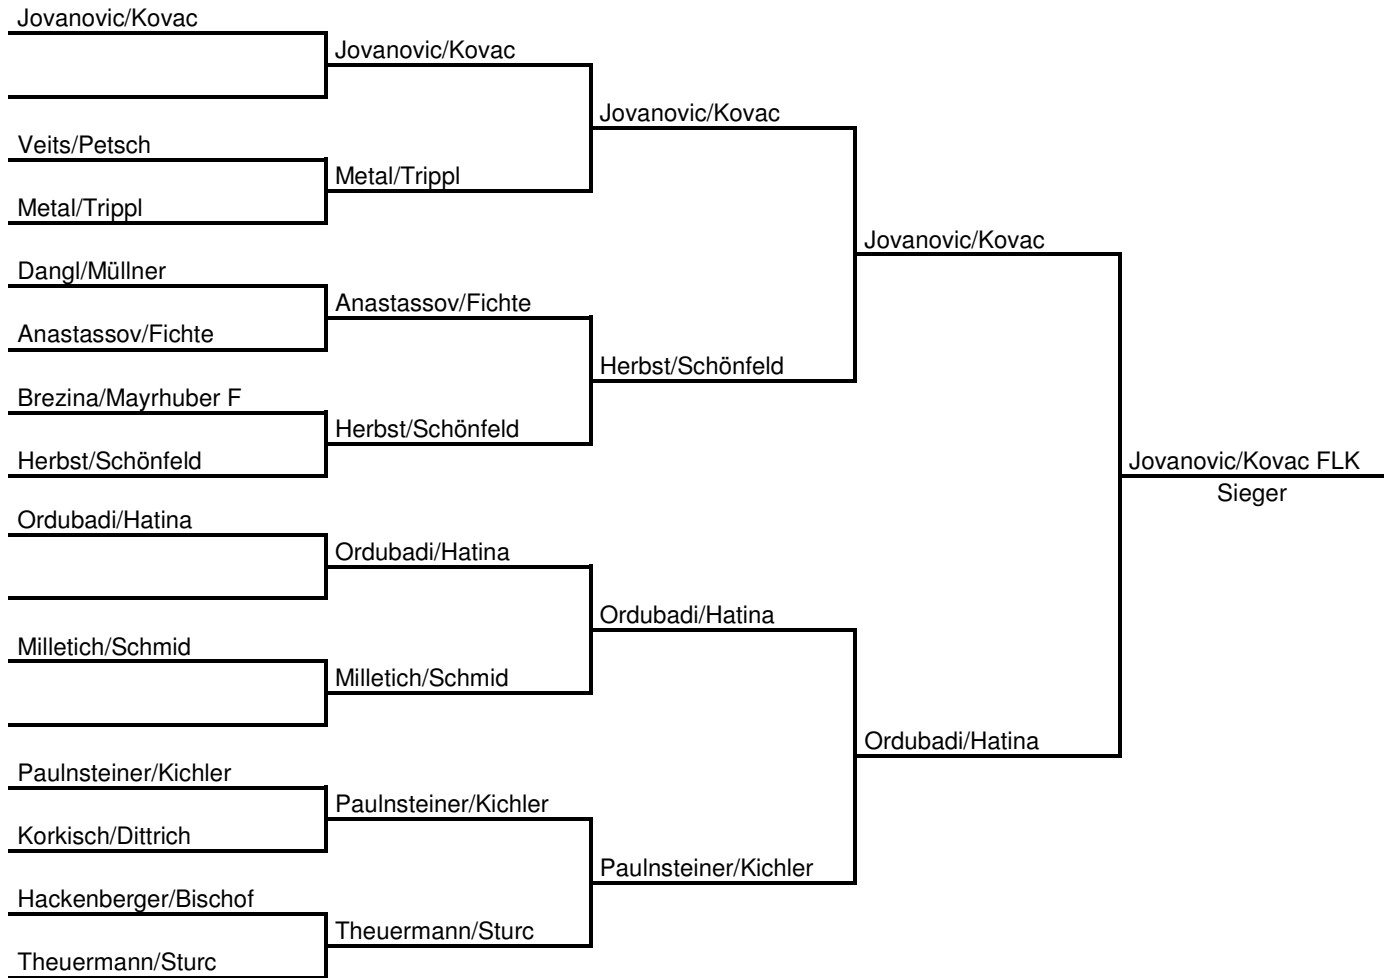 Jovanovic/Kovac
Jovanovic/Kovac
Jovanovic/Kovac
Veits/Petsch
Metal/Trippl
Metal/Trippl
Jovanovic/Kovac
Dangl/Müllner
Anastassov/Fichte
Anastassov/Fichte
Herbst/Schönfeld
Brezina/Mayrhuber F
Herbst/Schönfeld
Herbst/Schönfeld
Jovanovic/Kovac FLK
Sieger
Ordubadi/Hatina
Ordubadi/Hatina
Ordubadi/Hatina
Milletich/Schmid
Milletich/Schmid
Ordubadi/Hatina
Paulnsteiner/Kichler
Paulnsteiner/Kichler
Korkisch/Dittrich
Paulnsteiner/Kichler
Hackenberger/Bischof
Theuermann/Sturc
Theuermann/Sturc